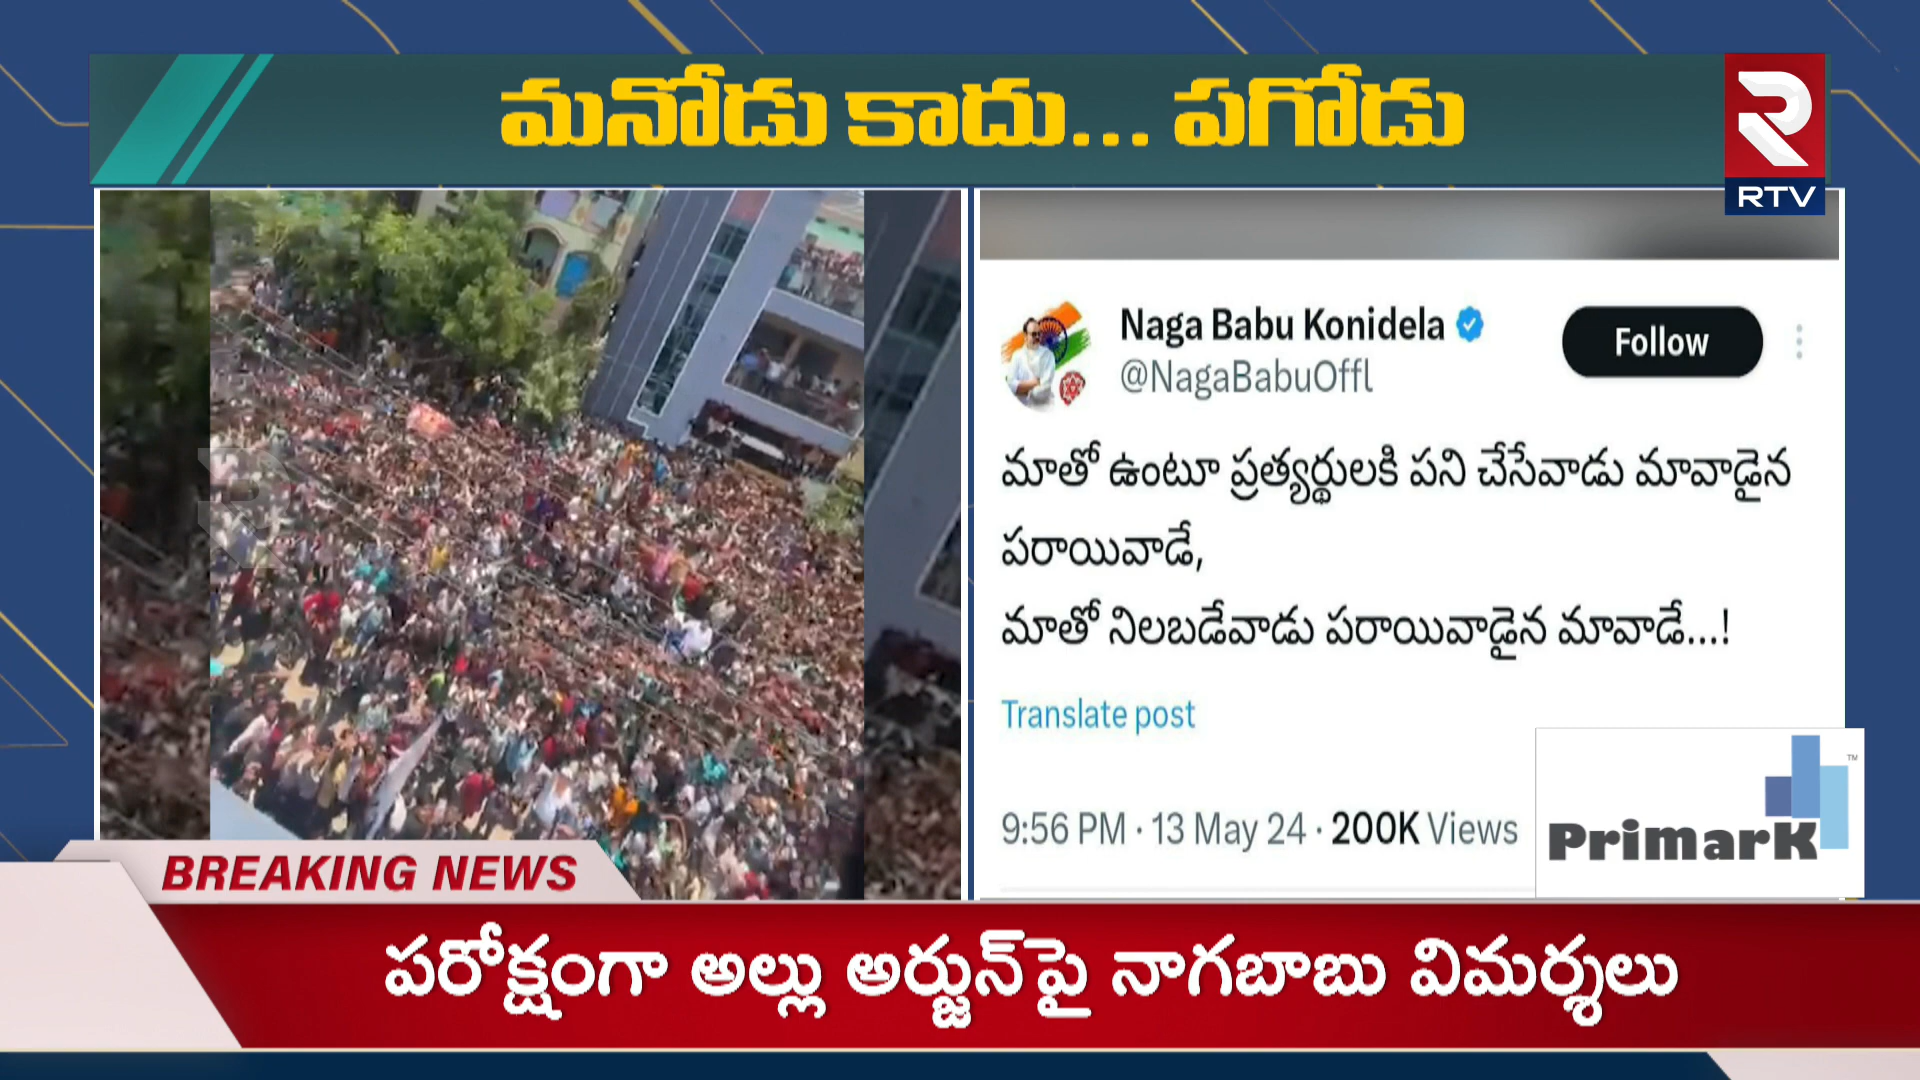 మనోడు కాదు... పగోడు
RTV
Naga Babu Konidela
@NagaBabuOffl
Follow
మాతో ఉంటూ ప్రత్యర్థులకి పని చేసేవాడు మావాడైన
పరాయివాడే,
మాతో నిలబడేవాడు పరాయివాడైన మావాడే...!
Translate post
9:56 PM · 13 May 24 · 200K Views
PrimarK
TM
BREAKING NEWS
పరోక్షంగా అల్లు అర్జున్‌పై నాగబాబు విమర్శలు